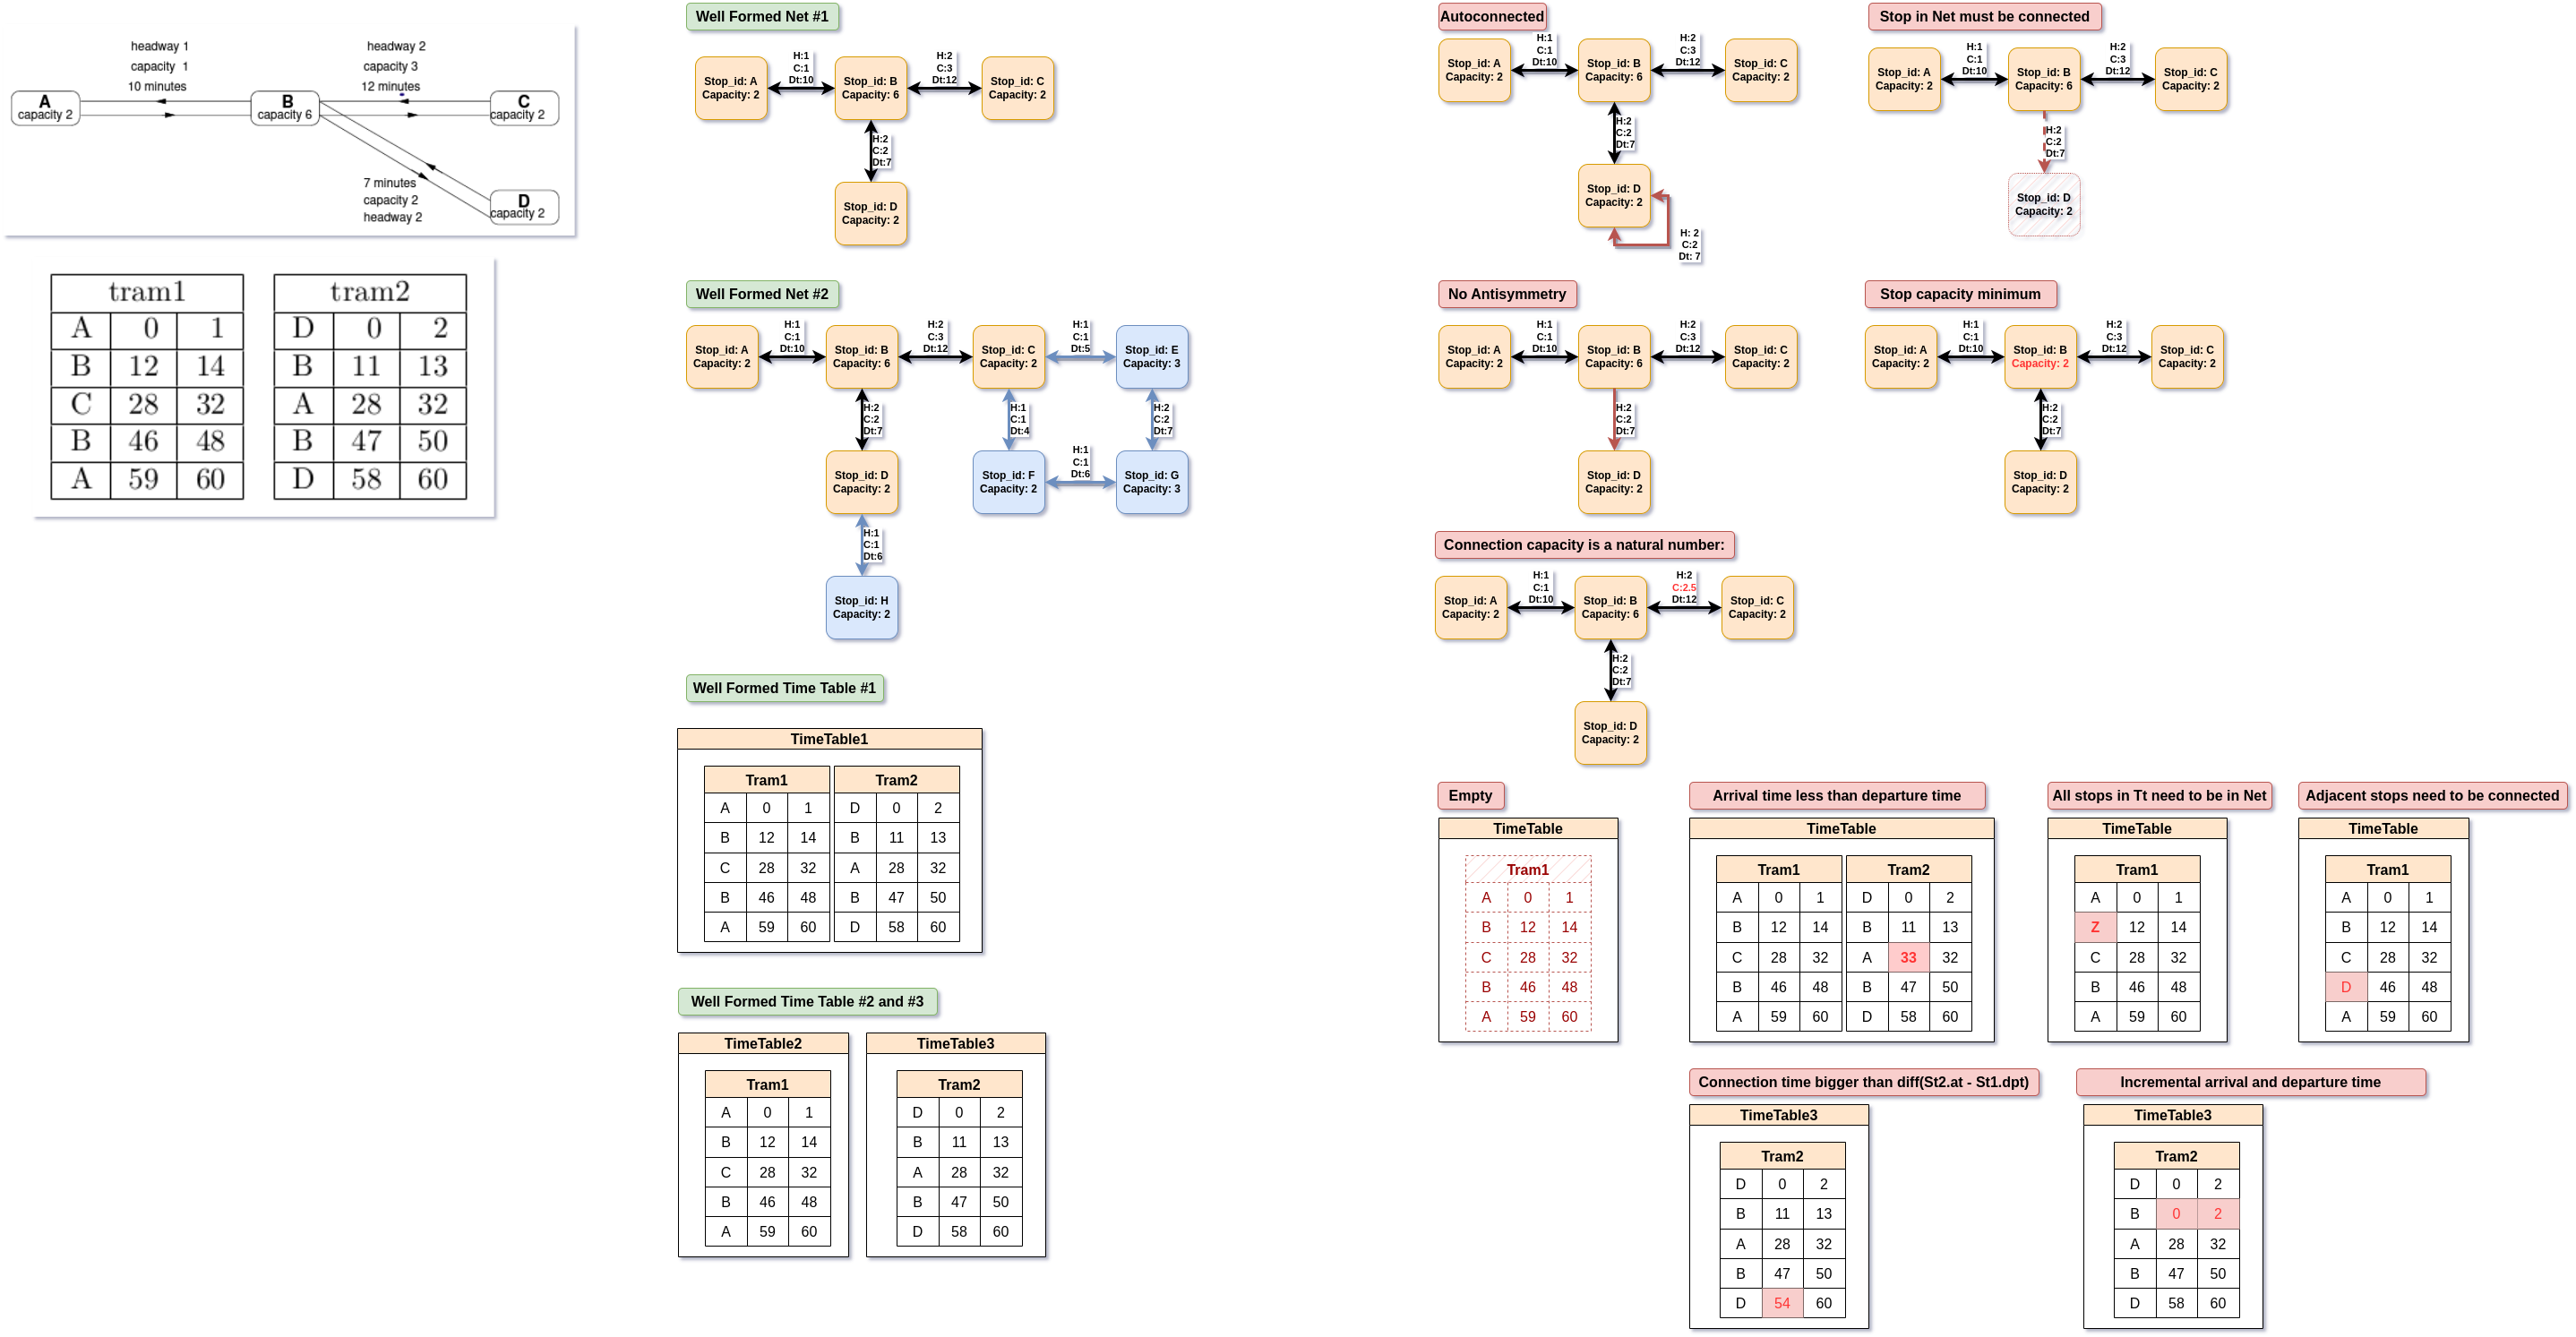 headway 1
capacity 1
10 minutes
headway 2
capacity 3
12 minutes
A
capacity 2
B
capacity 6
C
capacity 2
7 minutes
capacity 2
headway 2
D
capacity 2
tram1
A 0 1
B 12 14
C 28 32
B 46 48
A 59 60
tram2
D 0 2
B 11 13
A 28 32
B 47 50
D 58 60
Well Formed Net #1
Stop_id: A
Capacity: 2
H:1
C:1
Dt:10
Stop_id: B
Capacity: 6
H:2
C:3
Dt:12
Stop_id: C
Capacity: 2
H:2
C:2
Dt:7
Stop_id: D
Capacity: 2
Well Formed Net #2
Stop_id: A
Capacity: 2
H:1
C:1
Dt:10
Stop_id: B
Capacity: 6
H:2
C:3
Dt:12
Stop_id: C
Capacity: 2
H:1
C:1
Dt:5
Stop_id: E
Capacity: 3
H:2
C:2
Dt:7
H:1
C:1
Dt:4
H:2
C:2
Dt:7
Stop_id: D
Capacity: 2
Stop_id: F
Capacity: 2
H:1
C:1
Dt:6
Stop_id: G
Capacity: 3
H:1
C:1
Dt:6
Stop_id: H
Capacity: 2
Well Formed Time Table #1
TimeTable1
Tram1
A 0 1
B 12 14
C 28 32
B 46 48
A 59 60
Tram2
D 0 2
B 11 13
A 28 32
B 47 50
D 58 60
Well Formed Time Table #2 and #3
TimeTable2
Tram1
A 0 1
B 12 14
C 28 32
B 46 48
A 59 60
TimeTable3
Tram2
D 0 2
B 11 13
A 28 32
B 47 50
D 58 60
Autoconnected
Stop_id: A
Capacity: 2
H:1
C:1
Dt:10
Stop_id: B
Capacity: 6
H:2
C:3
Dt:12
Stop_id: C
Capacity: 2
H:2
C:2
Dt:7
Stop_id: D
Capacity: 2
H: 2
C:2
Dt: 7
Stop in Net must be connected
Stop_id: A
Capacity: 2
H:1
C:1
Dt:10
Stop_id: B
Capacity: 6
H:2
C:3
Dt:12
Stop_id: C
Capacity: 2
H:2
C:2
Dt:7
Stop_id: D
Capacity: 2
No Antisymmetry
Stop_id: A
Capacity: 2
H:1
C:1
Dt:10
Stop_id: B
Capacity: 6
H:2
C:3
Dt:12
Stop_id: C
Capacity: 2
H:2
C:2
Dt:7
Stop_id: D
Capacity: 2
Stop capacity minimum
Stop_id: A
Capacity: 2
H:1
C:1
Dt:10
Stop_id: B
Capacity: 2
H:2
C:3
Dt:12
Stop_id: C
Capacity: 2
H:2
C:2
Dt:7
Stop_id: D
Capacity: 2
Connection capacity is a natural number:
Stop_id: A
Capacity: 2
H:1
C:1
Dt:10
Stop_id: B
Capacity: 6
H:2
C:2.5
Dt:12
Stop_id: C
Capacity: 2
H:2
C:2
Dt:7
Stop_id: D
Capacity: 2
Empty
TimeTable
Tram1
A 0 1
B 12 14
C 28 32
B 46 48
A 59 60
Arrival time less than departure time
TimeTable
Tram1
A 0 1
B 12 14
C 28 32
B 46 48
A 59 60
Tram2
D 0 2
B 11 13
A 33 32
B 47 50
D 58 60
All stops in Tt need to be in Net
TimeTable
Tram1
A 0 1
Z 12 14
C 28 32
B 46 48
A 59 60
Adjacent stops need to be connected
TimeTable
Tram1
A 0 1
B 12 14
C 28 32
D 46 48
A 59 60
Connection time bigger than diff(St2.at - St1.dpt)
TimeTable3
Tram2
D 0 2
B 11 13
A 28 32
B 47 50
D 54 60
Incremental arrival and departure time
TimeTable3
Tram2
D 0 2
B 0 2
A 28 32
B 47 50
D 58 60